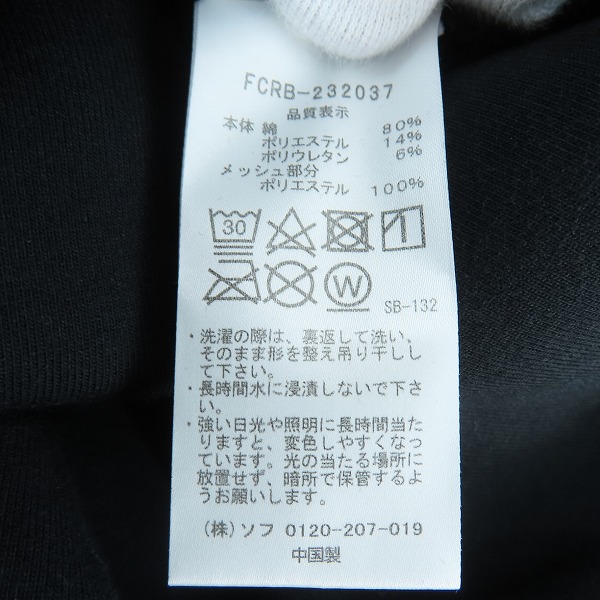 FCRB-232037
品質表示
本体 綿 80%
ポリエステル 14%
ポリウレタン 6%
メッシュ部分
ポリエステル 100%
30
W
SB-132
・洗濯の際は、裏返して洗い、
そのまま形を整え吊り干しし
て下さい。
・長時間水に浸漬しないで下さ
い。
・強い日光や照明に長時間当た
りますと、変色しやすくなっ
ています。光の当たる場所に
放置せず、暗所で保管するよ
うお願いします。
(株)ソフ 0120-207-019
中国製